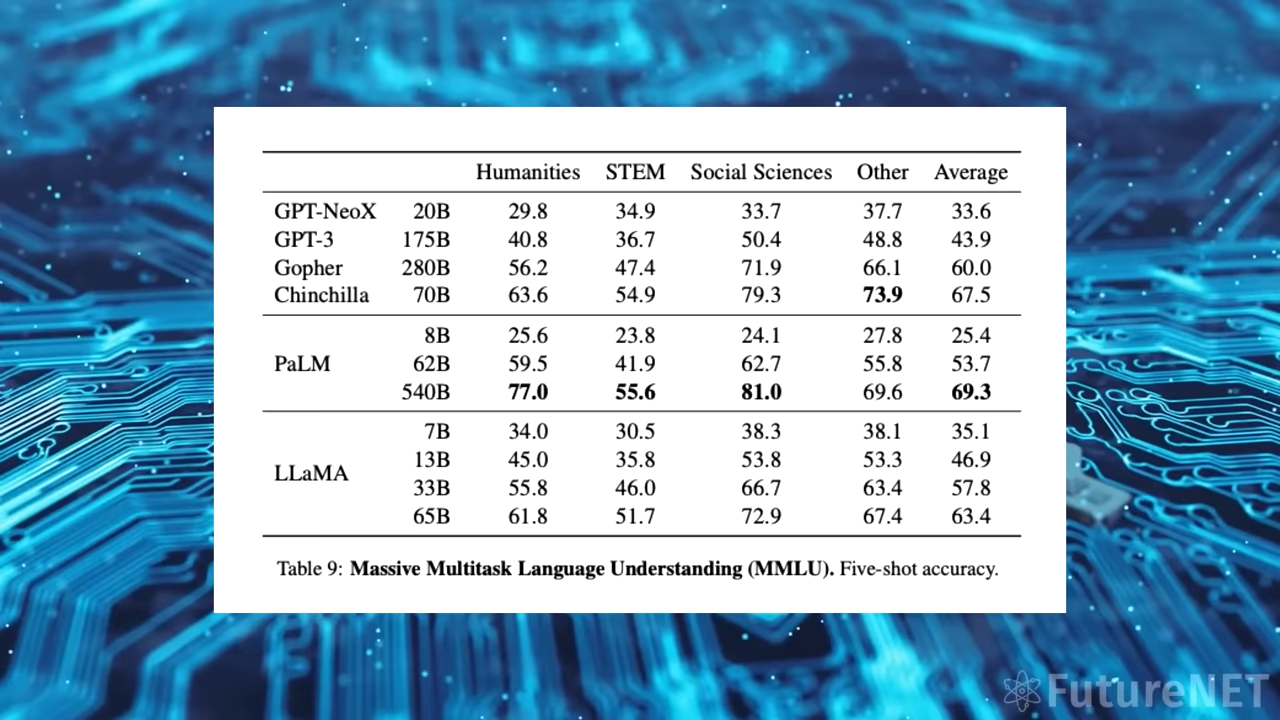 Humanities STEM Social Sciences Other Average
GPT-NeoX 20B 29.8 34.9 33.7 37.7 33.6
GPT-3 175B 40.8 36.7 50.4 48.8 43.9
Gopher 280B 56.2 47.4 71.9 66.1 60.0
Chinchilla 70B 63.6 54.9 79.3 73.9 67.5
8B 25.6 23.8 24.1 27.8 25.4
PaLM 62B 59.5 41.9 62.7 55.8 53.7
540B 77.0 55.6 81.0 69.6 69.3
7B 34.0 30.5 38.3 38.1 35.1
13B 45.0 35.8 53.8 53.3 46.9
LLaMA
33B 55.8 46.0 66.7 63.4 57.8
65B 61.8 51.7 72.9 67.4 63.4
Table 9: Massive Multitask Language Understanding (MMLU). Five-shot accuracy.
FutureNET